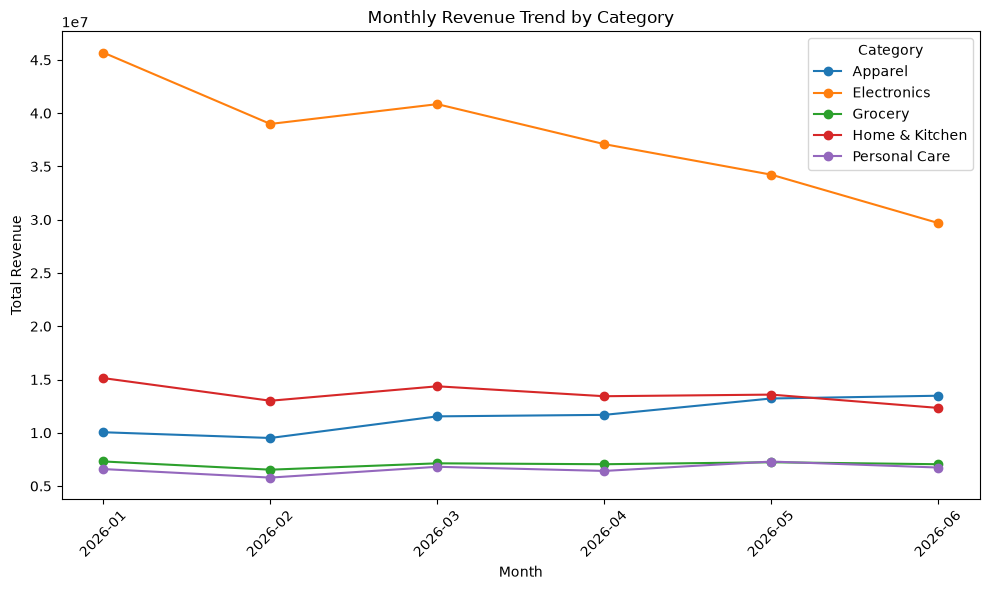 Monthly Revenue Trend by Category
1e7
Category
Apparel
Electronics
Grocery
Home & Kitchen
Personal Care
Total Revenue
4.5
4.0
3.5
3.0
2.5
2.0
1.5
1.0
0.5
2026-01
2026-02
2026-03
2026-04
2026-05
2026-06
Month